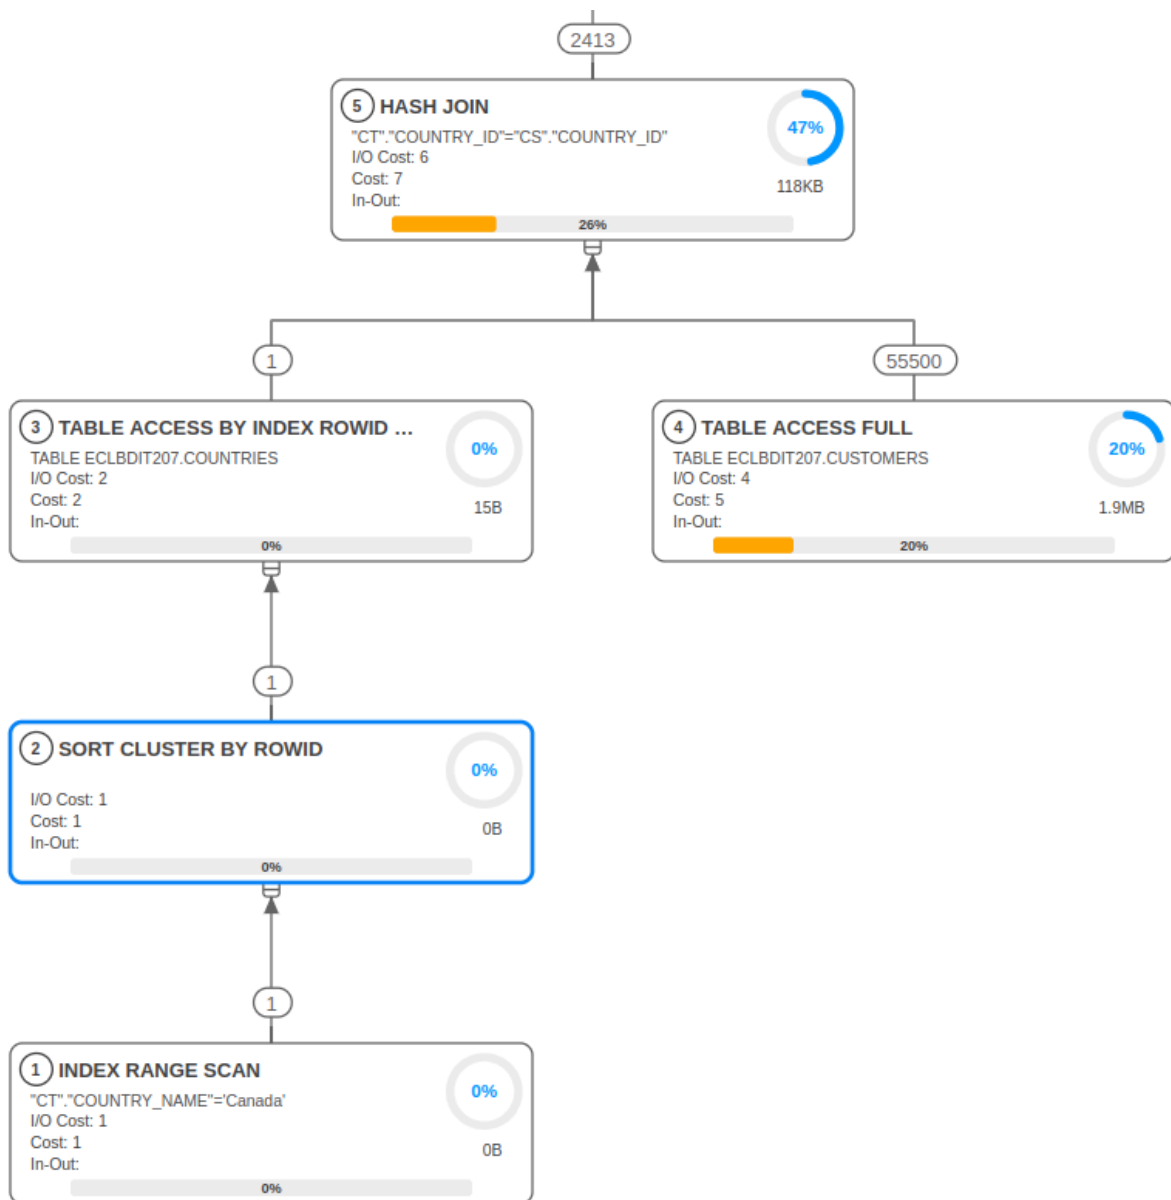 2413
5 HASH JOIN
"CT"."COUNTRY_ID"="CS"."COUNTRY_ID"
I/O Cost: 6
Cost: 7
In-Out:
47%
118KB
26%
1
55500
3 TABLE ACCESS BY INDEX ROWID ...
TABLE ECLBDIT207.COUNTRIES
I/O Cost: 2
Cost: 2
In-Out:
0%
15B
0%
4 TABLE ACCESS FULL
TABLE ECLBDIT207.CUSTOMERS
I/O Cost: 4
Cost: 5
In-Out:
20%
1.9MB
20%
1
2 SORT CLUSTER BY ROWID
I/O Cost: 1
Cost: 1
In-Out:
0%
0B
0%
1
1 INDEX RANGE SCAN
"CT"."COUNTRY_NAME"='Canada'
I/O Cost: 1
Cost: 1
In-Out:
0%
0B
0%